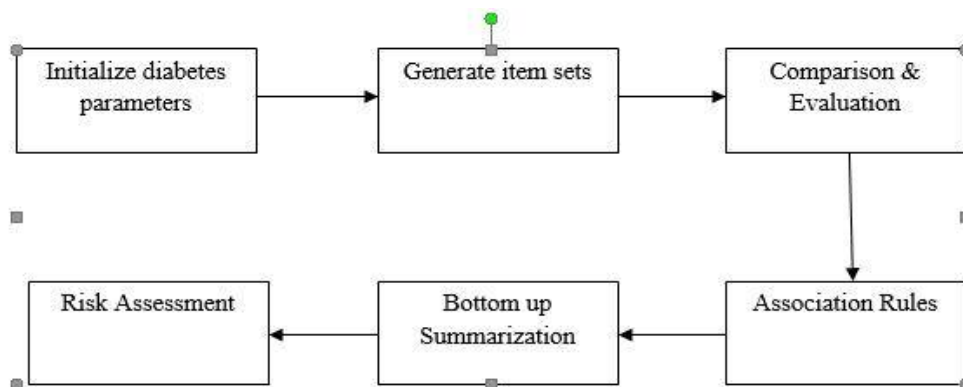 Initialize diabetes
parameters
Generate item sets
Comparison &
Evaluation
Association Rules
Bottom up
Summarization
Risk Assessment